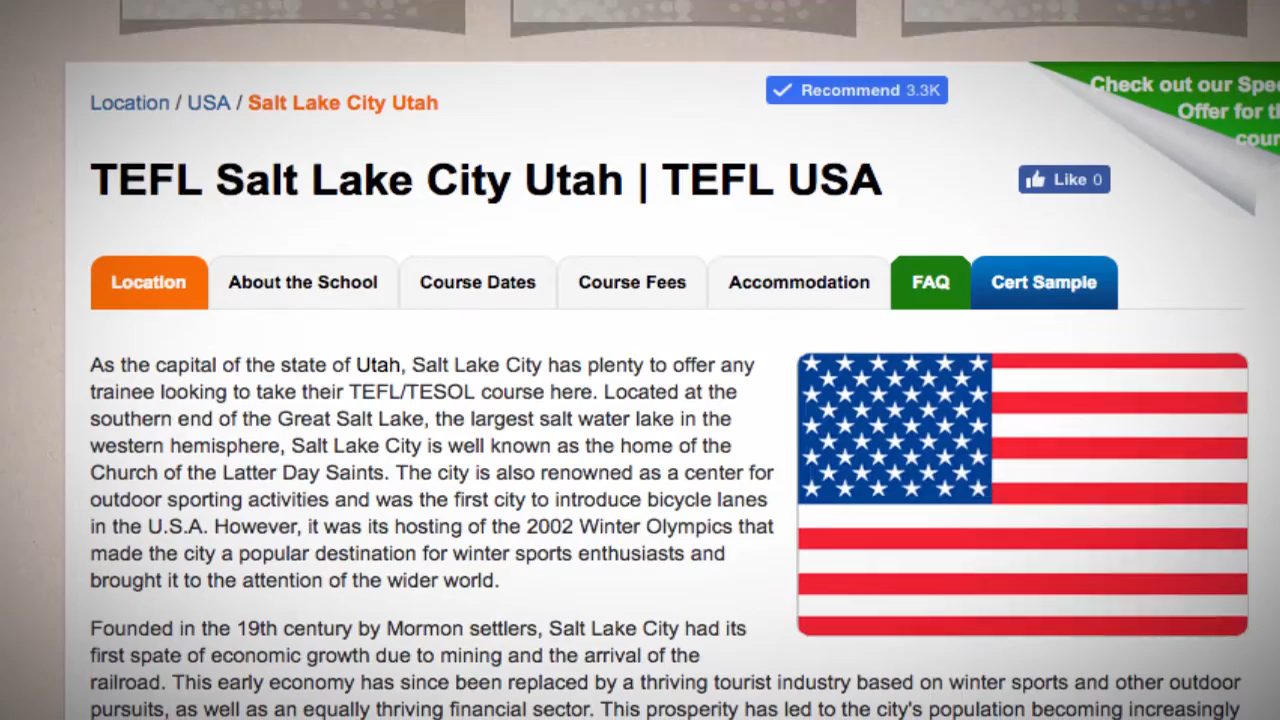 Check out our
Offer for
Location / USA / Salt Lake City Utah
Recommend 3.3K
TEFL Salt Lake City Utah | TEFL USA
Like 0
Location
About the School
Course Dates
Course Fees
Accommodation
FAQ
Cert Sample
As the capital of the state of Utah, Salt Lake City has plenty to offer any
trainee looking to take their TEFL/TESOL course here. Located at the
southern end of the Great Salt Lake, the largest salt water lake in the
western hemisphere, Salt Lake City is well known as the home of the
Church of the Latter Day Saints. The city is also renowned as a center for
outdoor sporting activities and was the first city to introduce bicycle lanes
in the U.S.A. However, it was its hosting of the 2002 Winter Olympics that
made the city a popular destination for winter sports enthusiasts and
brought it to the attention of the wider world.
Founded in the 19th century by Mormon settlers, Salt Lake City had its
first spate of economic growth due to mining and the arrival of the
railroad. This early economy has since been replaced by a thriving tourist industry based on winter sports and other outdoor
pursuits, as well as an equally thriving financial sector. This prosperity has led to the city's population becoming increasingly